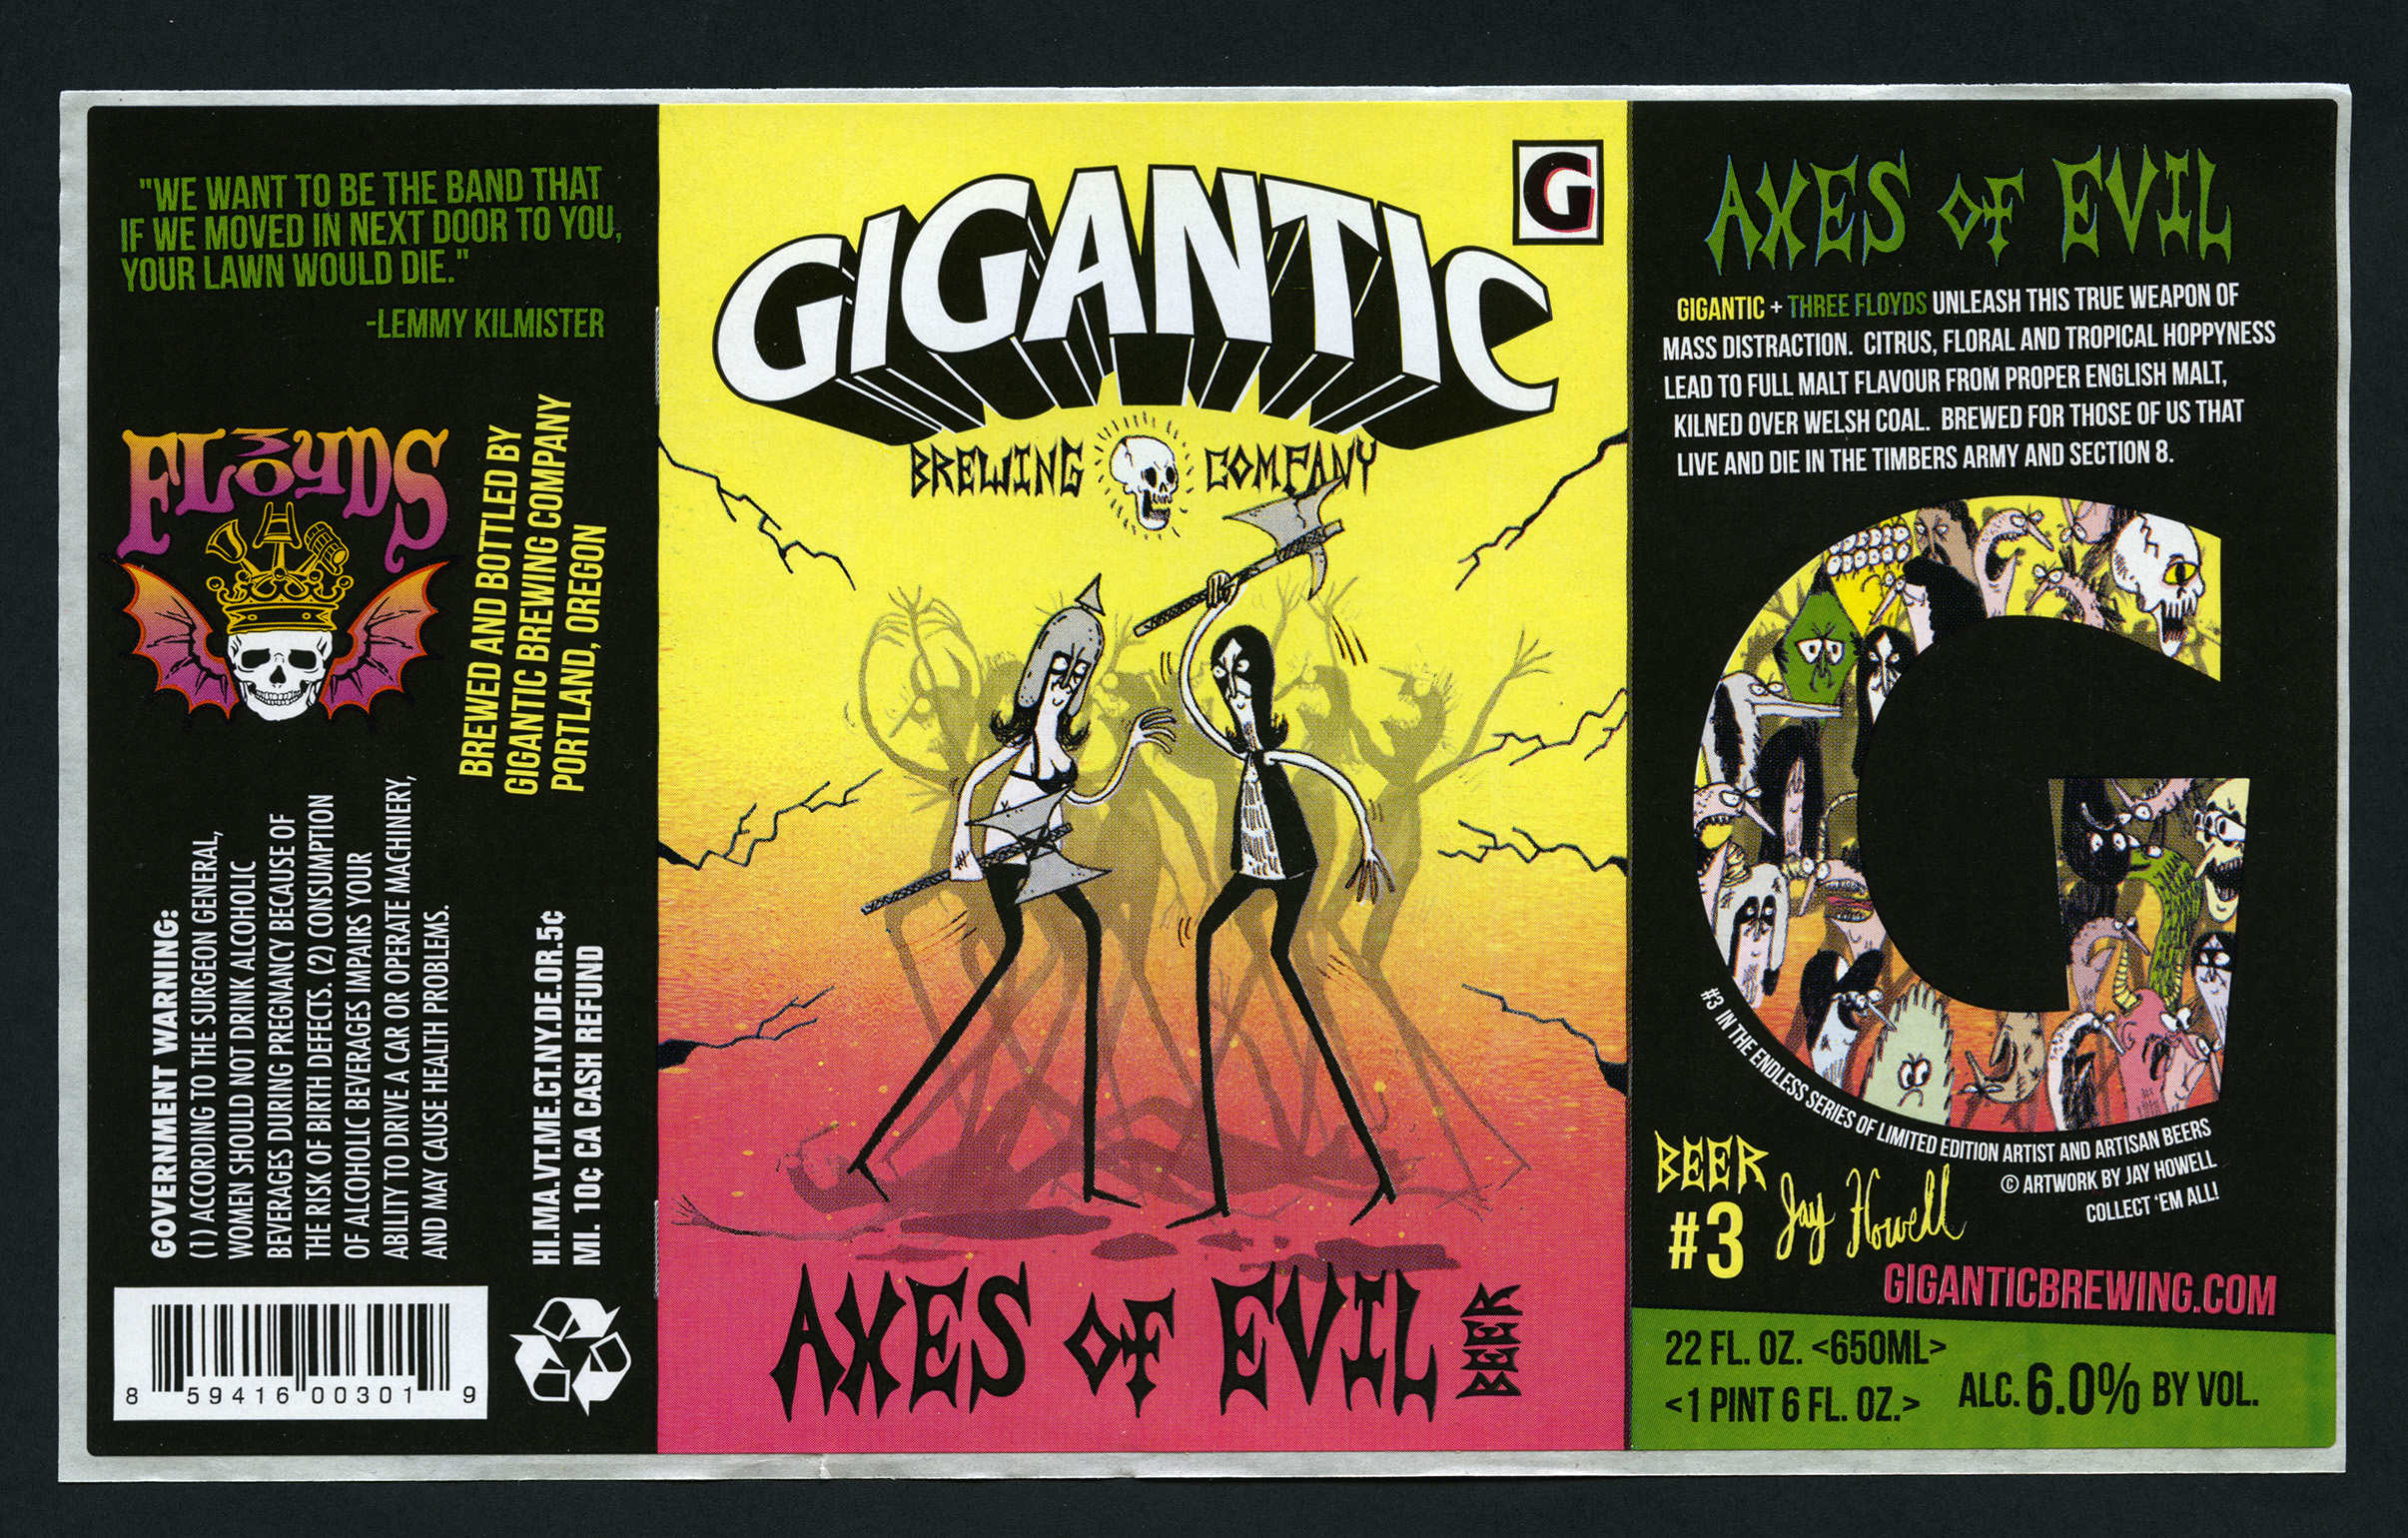 "WE WANT TO BE THE BAND THAT
IF WE MOVED IN NEXT DOOR TO YOU,
YOUR LAWN WOULD DIE."
-LEMMY KILMISTER
3
FLOYDS
BREWED AND BOTTLED BY
GIGANTIC BREWING COMPANY
PORTLAND, OREGON
GOVERNMENT WARNING:
(1) ACCORDING TO THE SURGEON GENERAL,
WOMEN SHOULD NOT DRINK ALCOHOLIC
BEVERAGES DURING PREGNANCY BECAUSE OF
THE RISK OF BIRTH DEFECTS. (2) CONSUMPTION
OF ALCOHOLIC BEVERAGES IMPAIRS YOUR
ABILITY TO DRIVE A CAR OR OPERATE MACHINERY,
AND MAY CAUSE HEALTH PROBLEMS.
HI.MA.VT.ME.CT.NY.DE.OR.5¢
MI. 10¢ CA CASH REFUND
8 59416 00301 9
G
GIGANTIC
BREWING COMPANY
AXES OF EVIL
BEER
AXES OF EVIL
GIGANTIC + THREE FLOYDS UNLEASH THIS TRUE WEAPON OF
MASS DISTRACTION. CITRUS, FLORAL AND TROPICAL HOPPYNESS
LEAD TO FULL MALT FLAVOUR FROM PROPER ENGLISH MALT,
KILNED OVER WELSH COAL. BREWED FOR THOSE OF US THAT
LIVE AND DIE IN THE TIMBERS ARMY AND SECTION 8.
G
#3 IN THE ENDLESS SERIES OF LIMITED EDITION ARTIST AND ARTISAN BEERS
© ARTWORK BY JAY HOWELL
COLLECT 'EM ALL!
BEER
#3
Jay Howell
GIGANTICBREWING.COM
22 FL. OZ. <650ML>
<1 PINT 6 FL. OZ.>
ALC. 6.0% BY VOL.